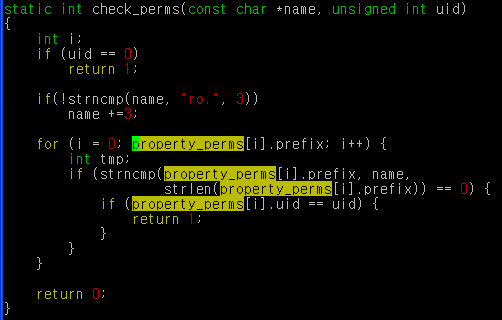 static int check_perms(const char *name, unsigned int uid)
{
    int i;
    if (uid == 0)
        return 1;

    if(!strncmp(name, "ro.", 3))
        name +=3;

    for (i = 0; property_perms[i].prefix; i++) {
        int tmp;
        if (strncmp(property_perms[i].prefix, name,
                    strlen(property_perms[i].prefix)) == 0) {
            if (property_perms[i].uid == uid) {
                return 1;
            }
        }
    }

    return 0;
}